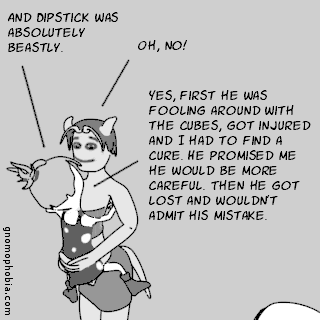 AND DIPSTICK WAS
ABSOLUTELY
BEASTLY.
OH, NO!
YES, FIRST HE WAS
FOOLING AROUND WITH
THE CUBES, GOT INJURED
AND I HAD TO FIND A
CURE. HE PROMISED ME
HE WOULD BE MORE
CAREFUL. THEN HE GOT
LOST AND WOULDN'T
ADMIT HIS MISTAKE.
gnomophobia.com